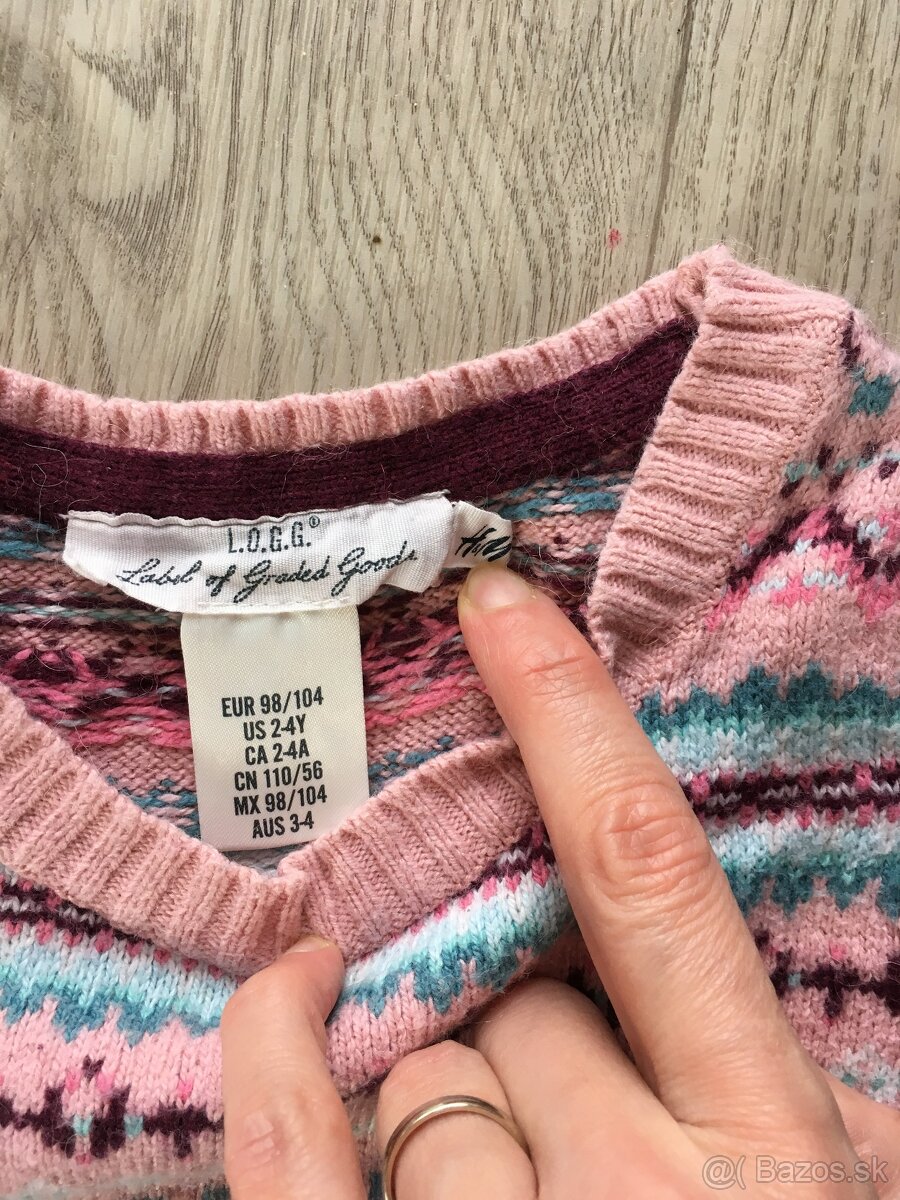 L.O.G.G.®
Label of Graded Goods
EUR 98/104
US 2-4Y
CA 2-4A
CN 110/56
MX 98/104
AUS 3-4
@( Bazos.sk